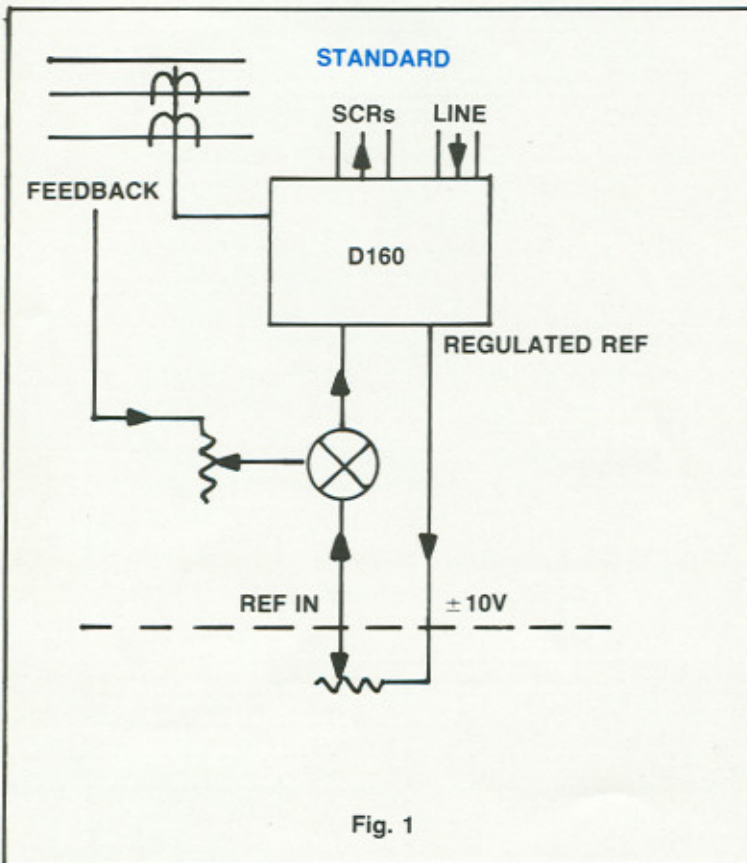 STANDARD
SCRs LINE
FEEDBACK
D160
REGULATED REF
REF IN ±10V
Fig. 1